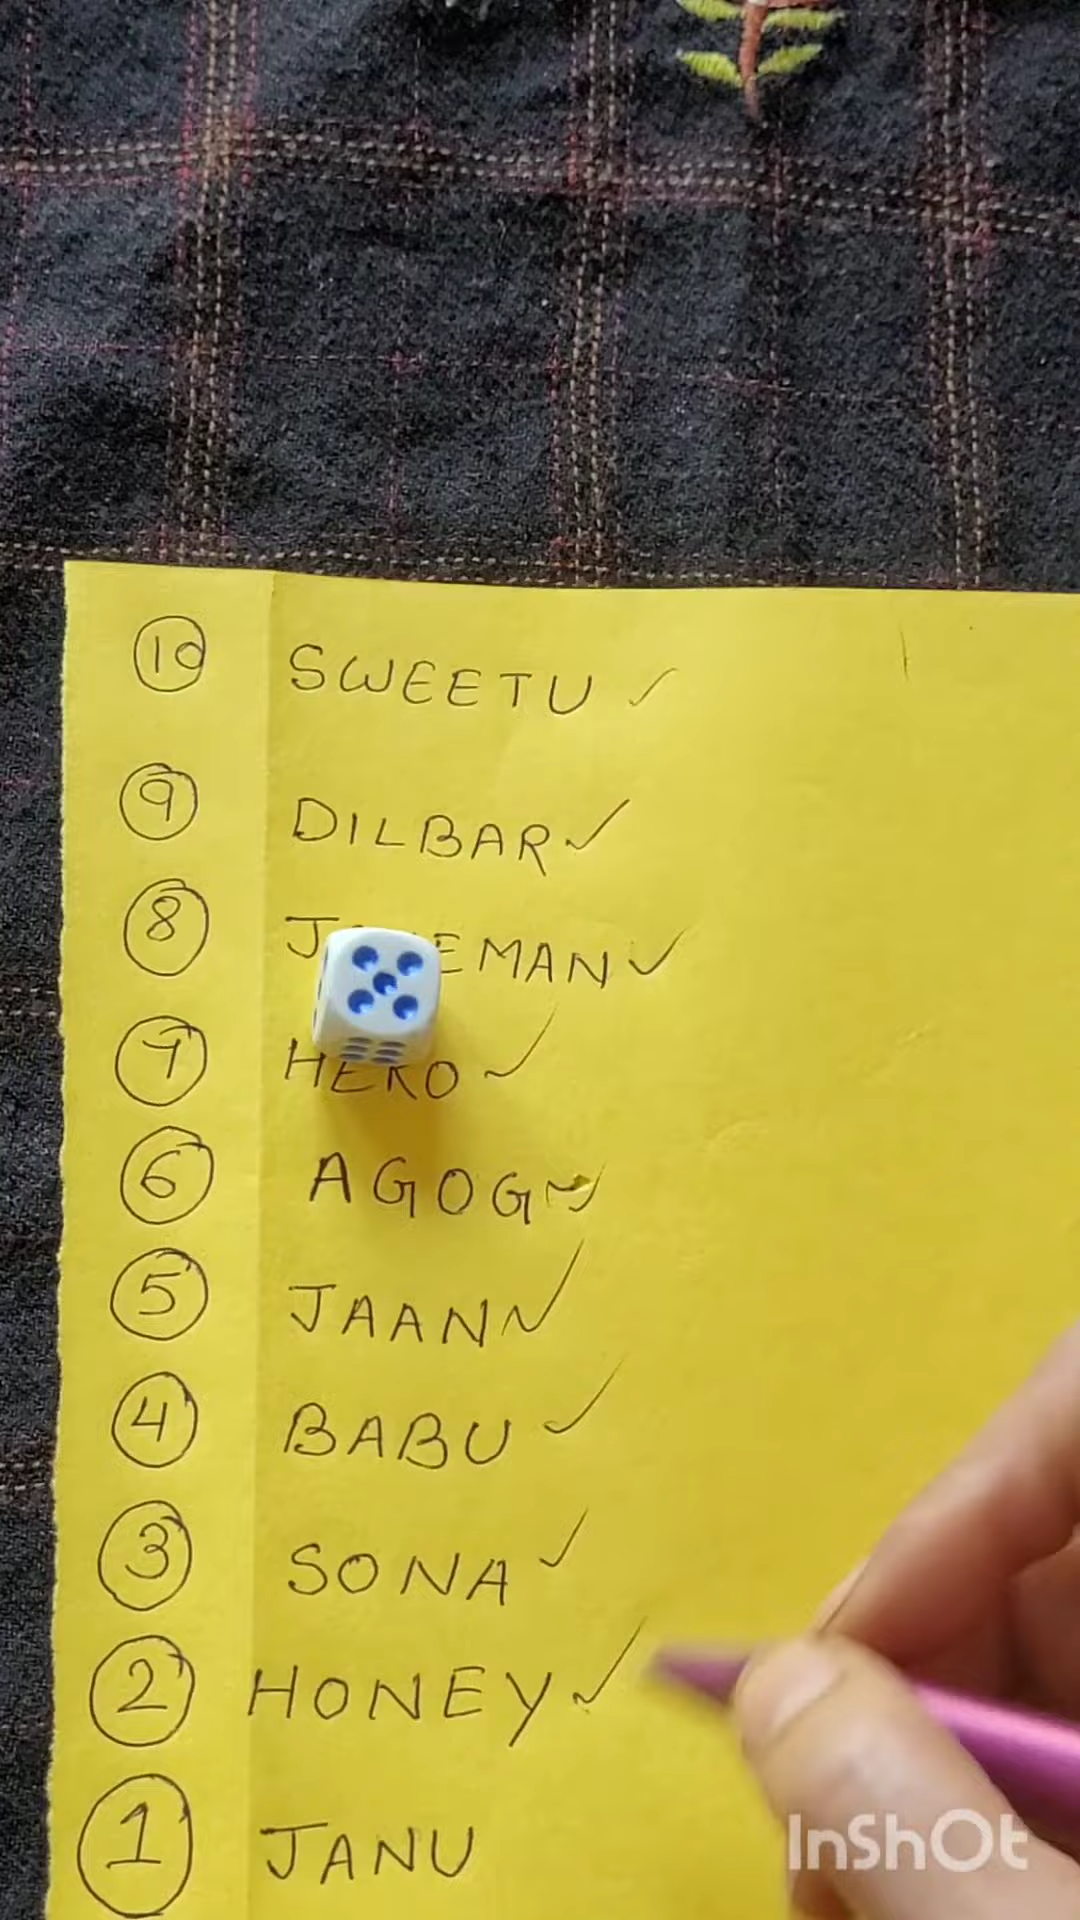 10 SWEETU ✓
9 DILBAR ✓
8 MAN ✓
7 HERO ✓
6 AGOG ✓
5 JAAN ✓
4 BABU ✓
3 SONA ✓
2 HONEY ✓
1 JANU
InShOt